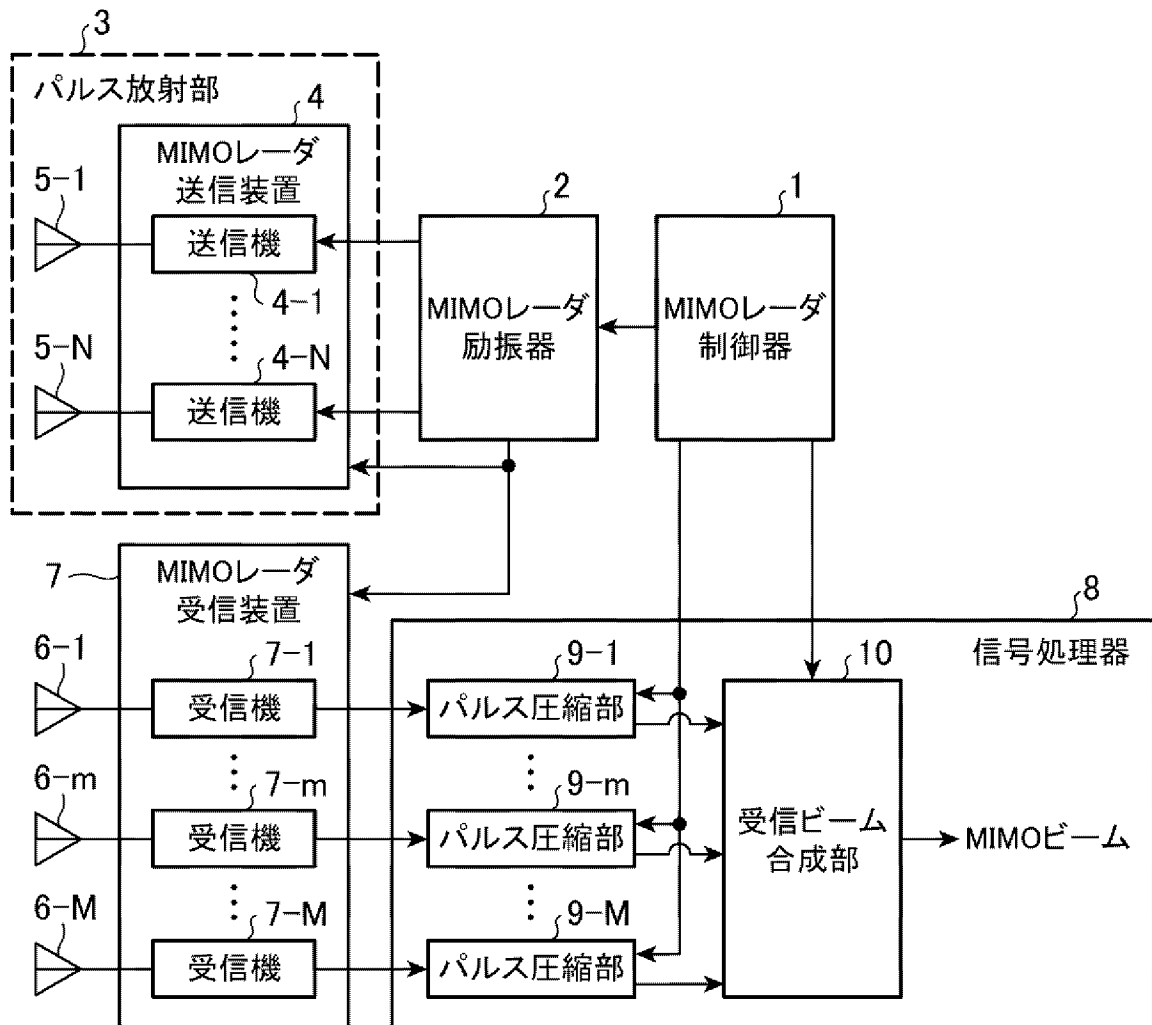 3
パルス放射部
4
MIMOレーダ
送信装置
5-1
送信機
4-1
5-N
4-N
送信機
2
MIMOレーダ
励振器
1
MIMOレーダ
制御器
7
MIMOレーダ
受信装置
8
信号処理器
6-1
7-1
受信機
9-1
パルス圧縮部
10
受信ビーム
合成部
6-m
7-m
受信機
9-m
パルス圧縮部
MIMOビーム
6-M
7-M
受信機
9-M
パルス圧縮部